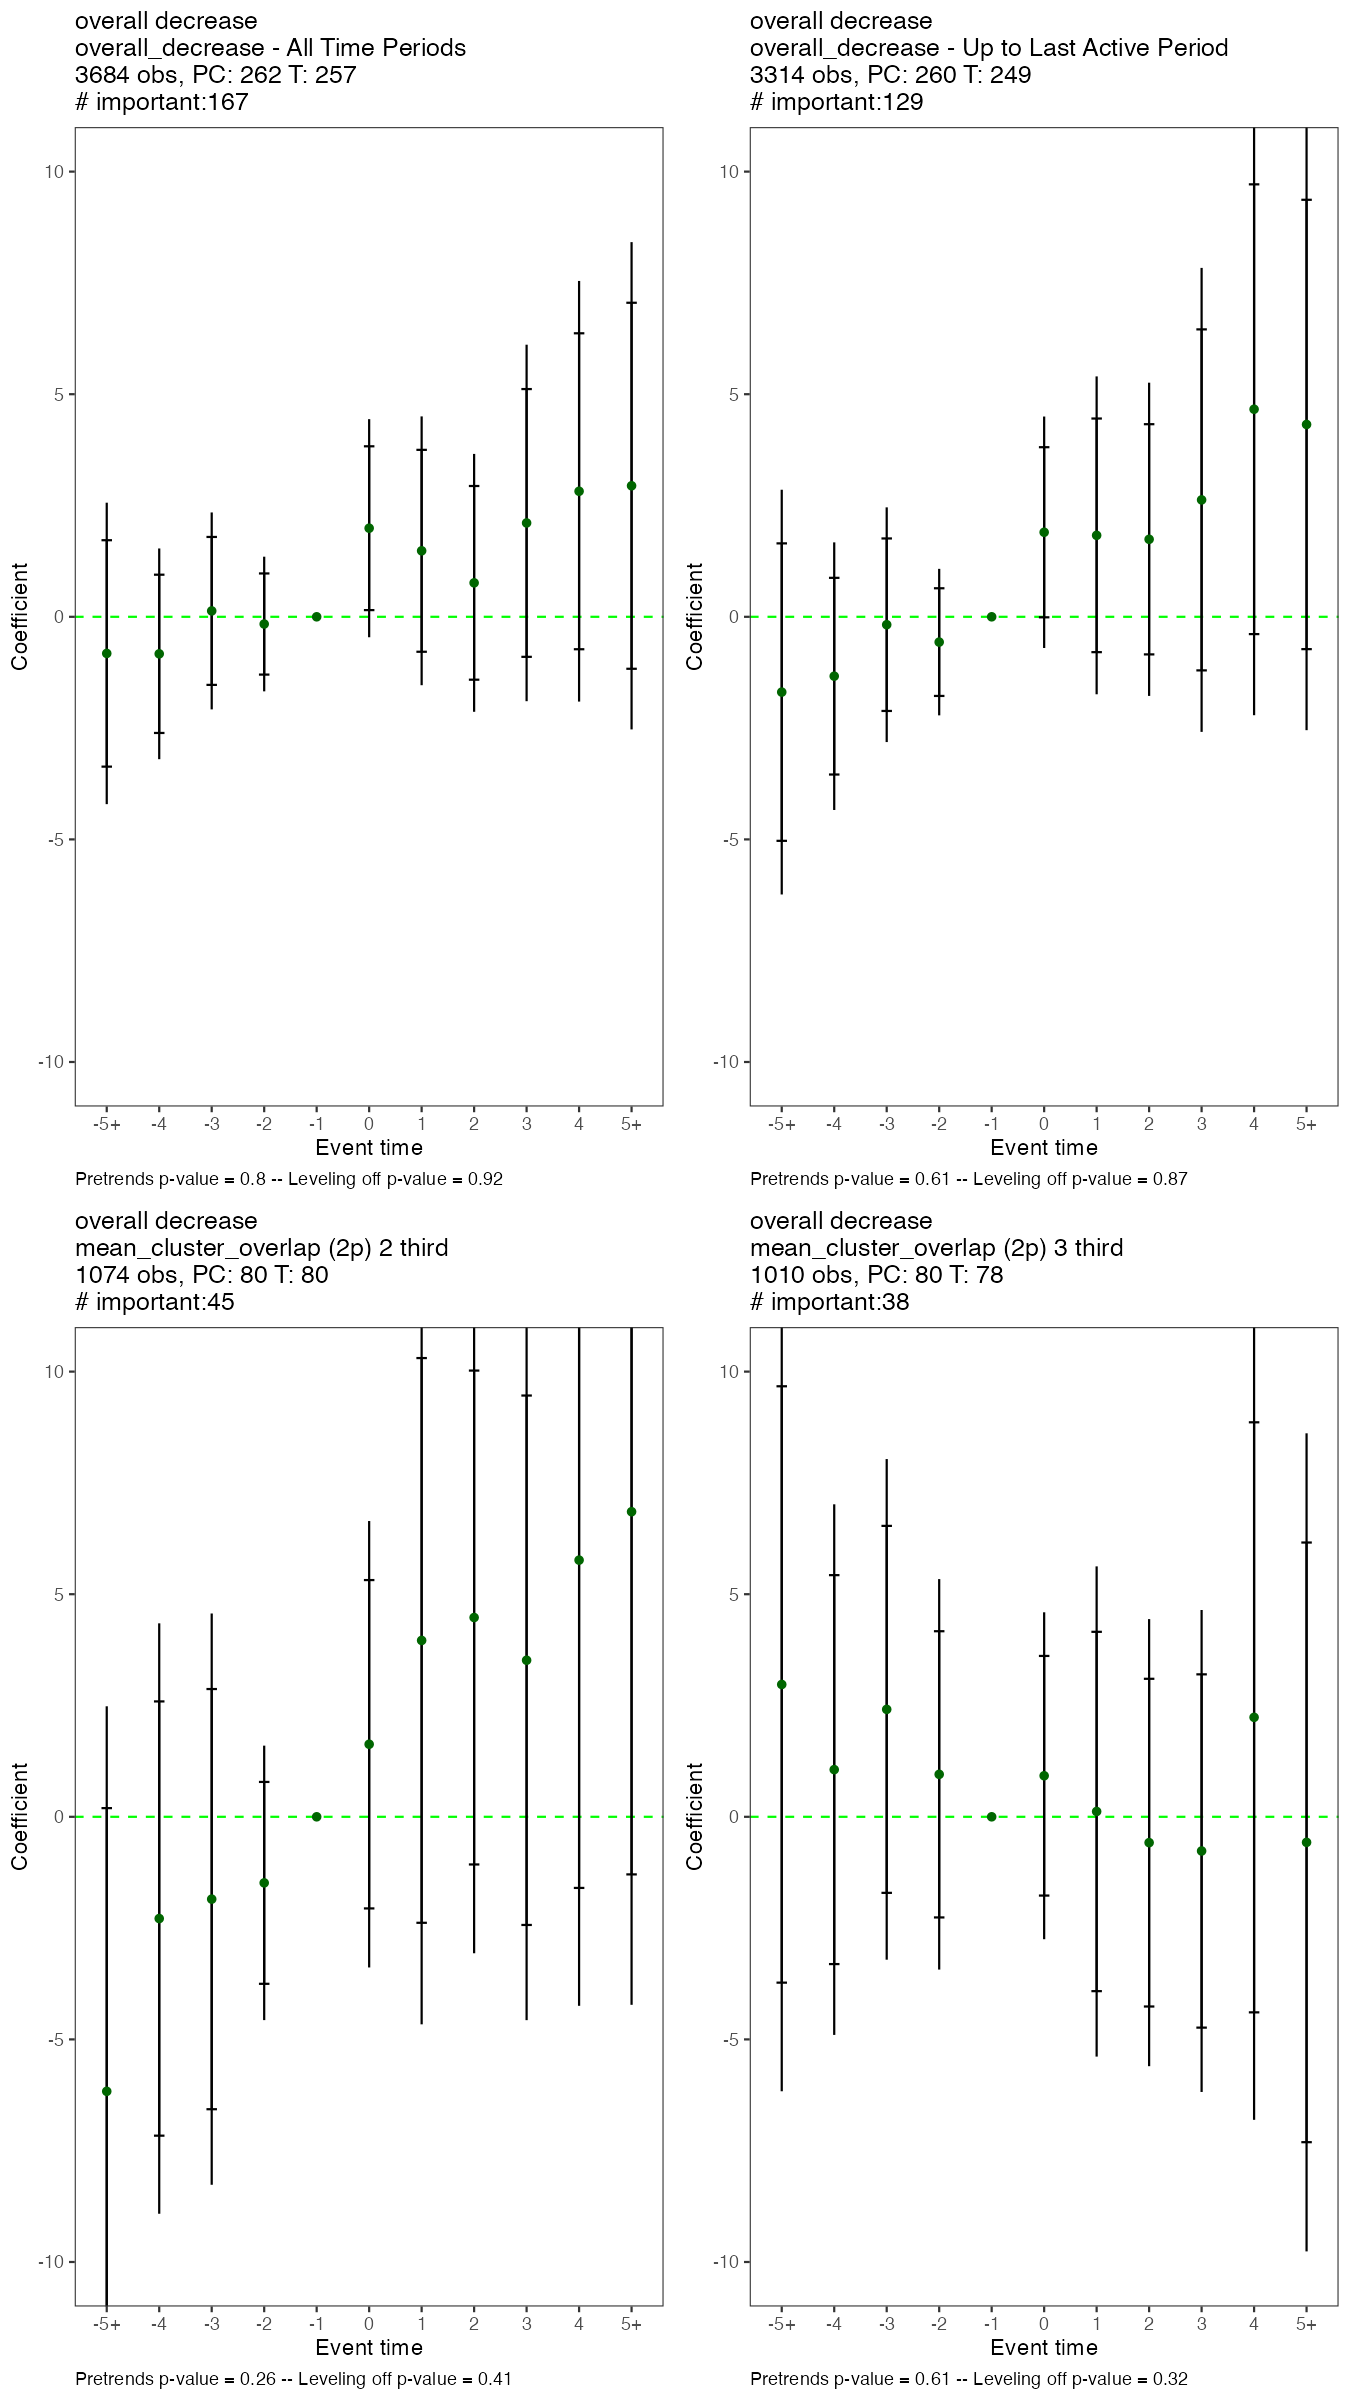 overall decrease
overall_decrease - All Time Periods
3684 obs, PC: 262 T: 257
# important:167
10
5
0
-5
-10
Coefficient
-5+ -4 -3 -2 -1 0 1 2 3 4 5+
Event time
Pretrends p-value = 0.8 -- Leveling off p-value = 0.92
overall decrease
overall_decrease - Up to Last Active Period
3314 obs, PC: 260 T: 249
# important:129
10
5
0
-5
-10
Coefficient
-5+ -4 -3 -2 -1 0 1 2 3 4 5+
Event time
Pretrends p-value = 0.61 -- Leveling off p-value = 0.87
overall decrease
mean_cluster_overlap (2p) 2 third
1074 obs, PC: 80 T: 80
# important:45
10
5
0
-5
-10
Coefficient
-5+ -4 -3 -2 -1 0 1 2 3 4 5+
Event time
Pretrends p-value = 0.26 -- Leveling off p-value = 0.41
overall decrease
mean_cluster_overlap (2p) 3 third
1010 obs, PC: 80 T: 78
# important:38
10
5
0
-5
-10
Coefficient
-5+ -4 -3 -2 -1 0 1 2 3 4 5+
Event time
Pretrends p-value = 0.61 -- Leveling off p-value = 0.32